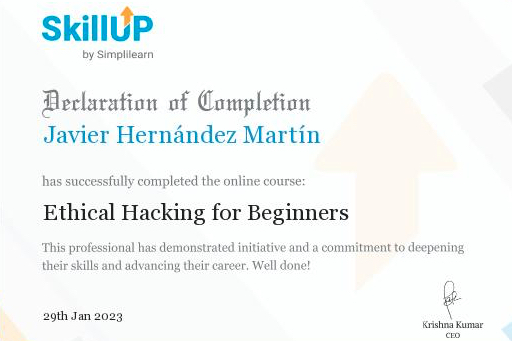 SkillUP
by Simplilearn
Declaration of Completion
Javier Hernández Martín
has successfully completed the online course:
Ethical Hacking for Beginners
This professional has demonstrated initiative and a commitment to deepening
their skills and advancing their career. Well done!
29th Jan 2023
Krishna Kumar
CEO